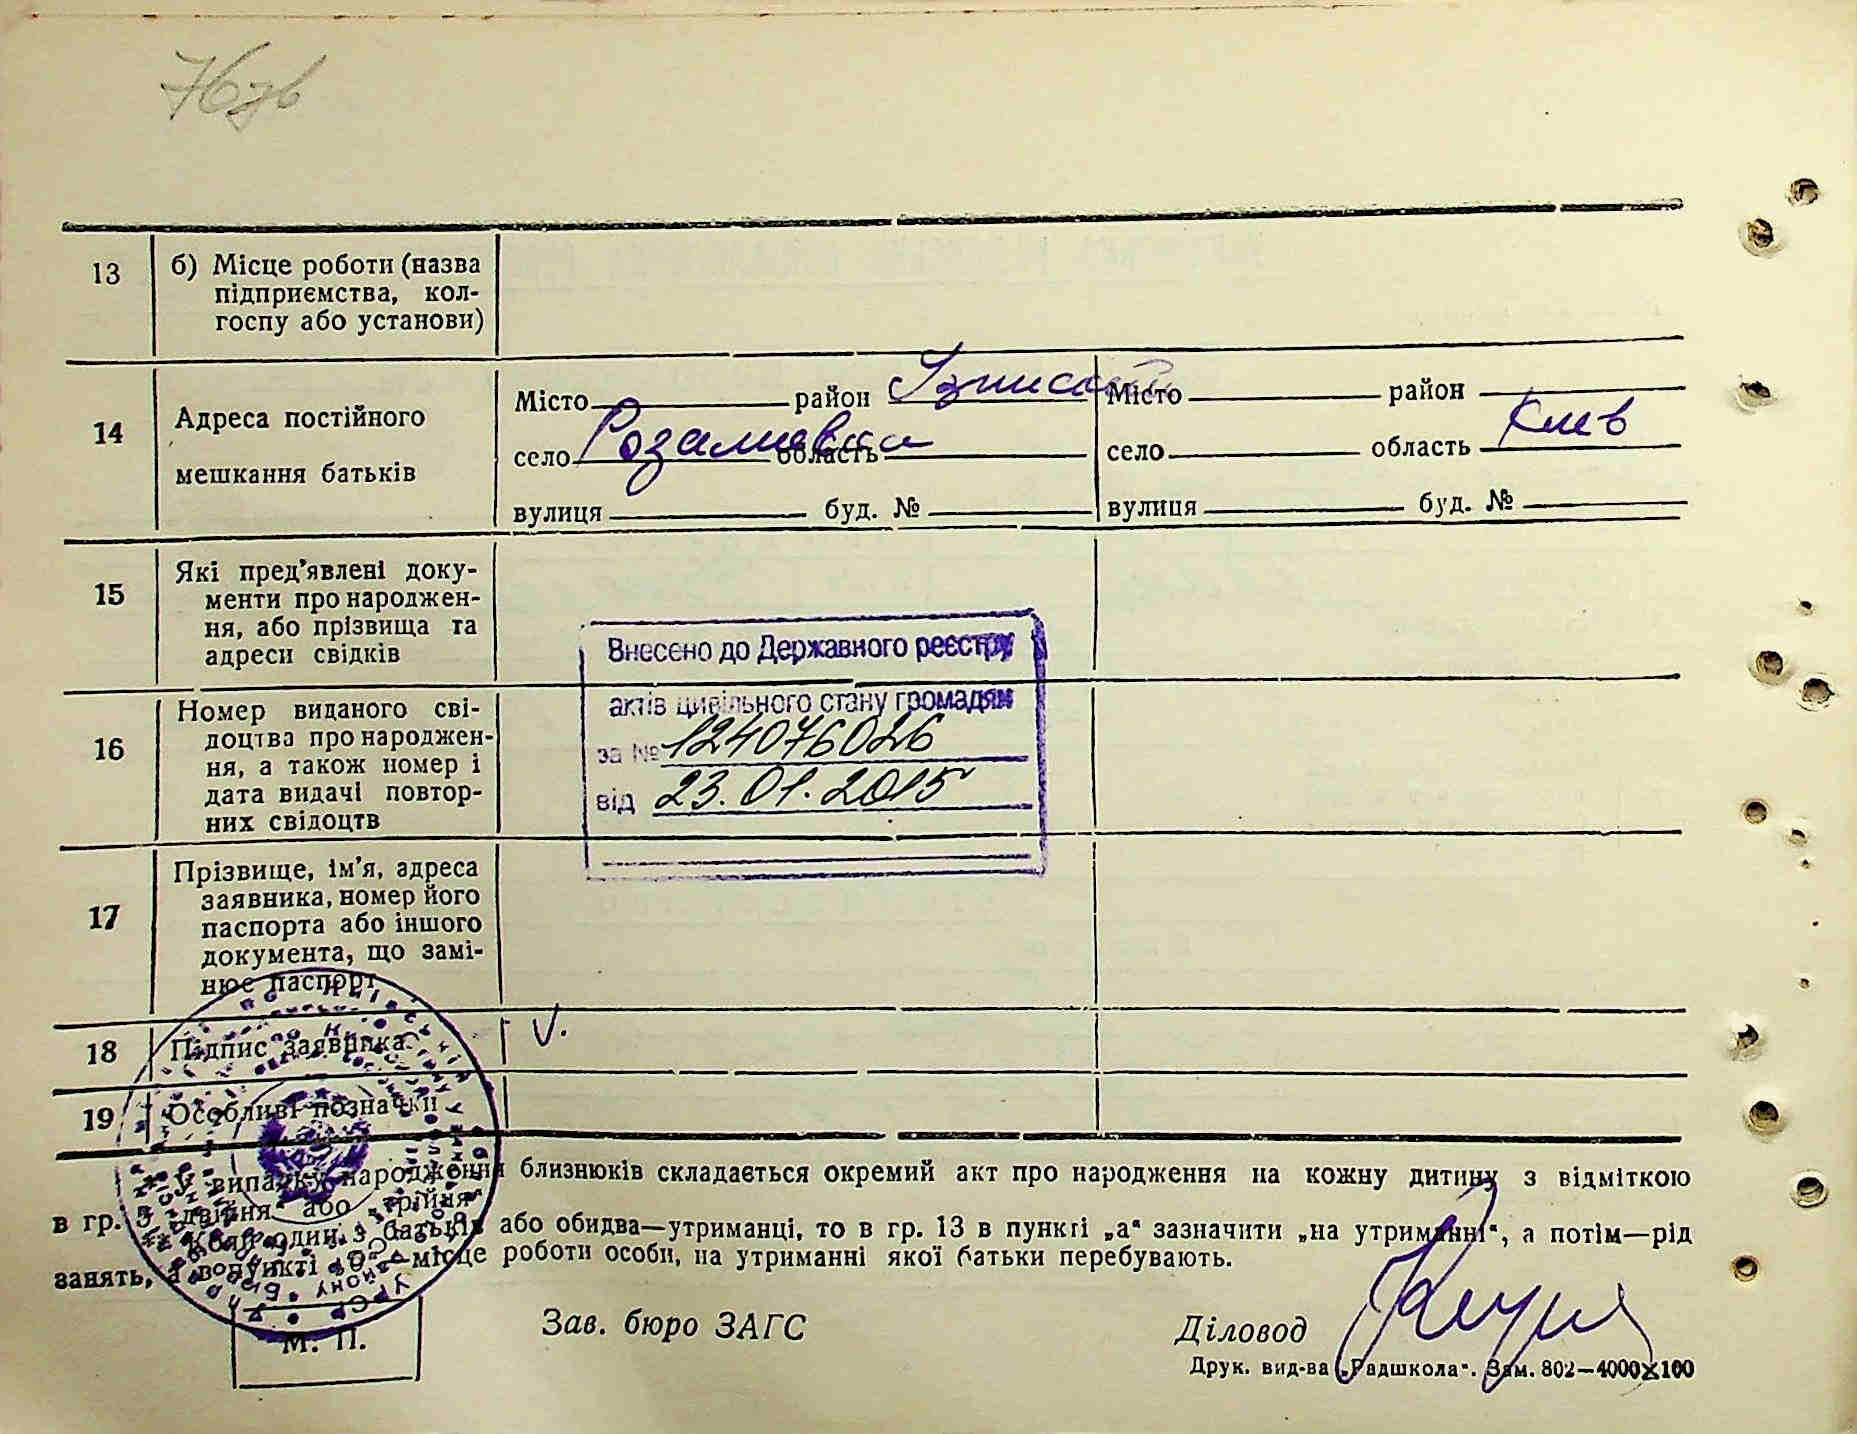 13
б) Місце роботи (назва
підприємства, кол-
госпу або установи)
14
Адреса постійного
мешкання батьків
Місто район
село Розалиевка область
вулиця буд. №
Місто район
село область Киев
вулиця буд. №
15
Які пред'явлені доку-
менти про народжен-
ня, або прізвища та
адреси свідків
16
Номер виданого сві-
доцтва про народжен-
ня, а також номер і
дата видачі повтор-
них свідоцтв
Внесено до Державного реєстру
актів цивільного стану громадян
за № 124076026
від 23.01.2015
17
Прізвище, ім'я, адреса
заявника, номер його
паспорта або іншого
документа, що замі-
нює паспорт
18
Підпис заявника
V.
19
Особливі позначки
* У випадку народження близнюків складається окремий акт про народження на кожну дитину з відміткою
в гр. 5 „двійня" або „трійня"
** Коли один з батьків або обидва—утриманці, то в гр. 13 в пункті „а" зазначити „на утриманні", а потім—рід
занять, а в пункті „б"—місце роботи особи, на утриманні якої батьки перебувають.
М. П.
Зав. бюро ЗАГС
Діловод
Друк. вид-ва „Радшкола". Зам. 802—4000×100